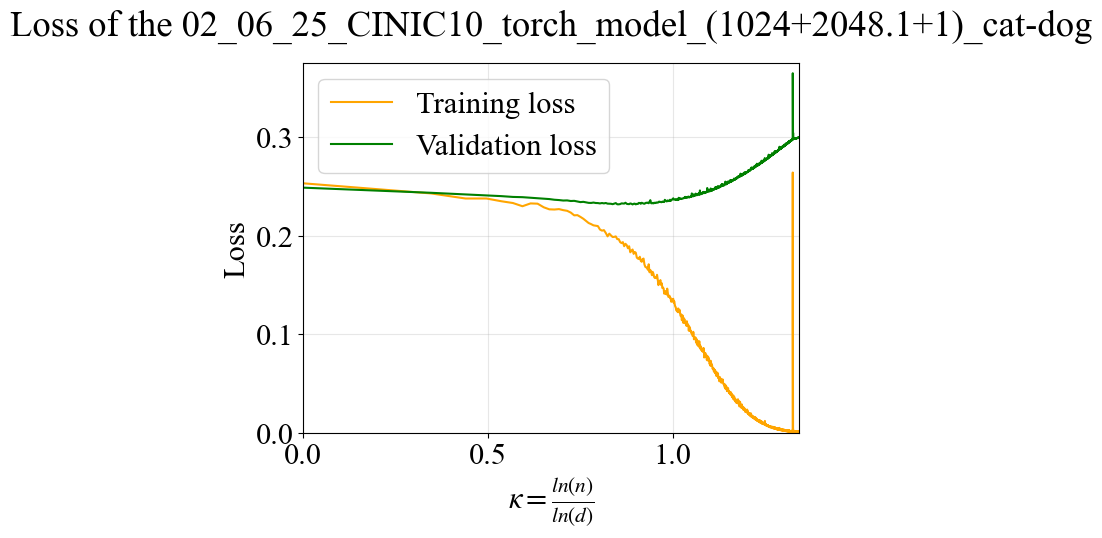 Loss of the 02_06_25_CINIC10_torch_model_(1024+2048.1+1)_cat-dog
Training loss
Validation loss
0.3
0.2
0.1
0.0
Loss
0.0 0.5 1.0
κ = ln(n) / ln(d)